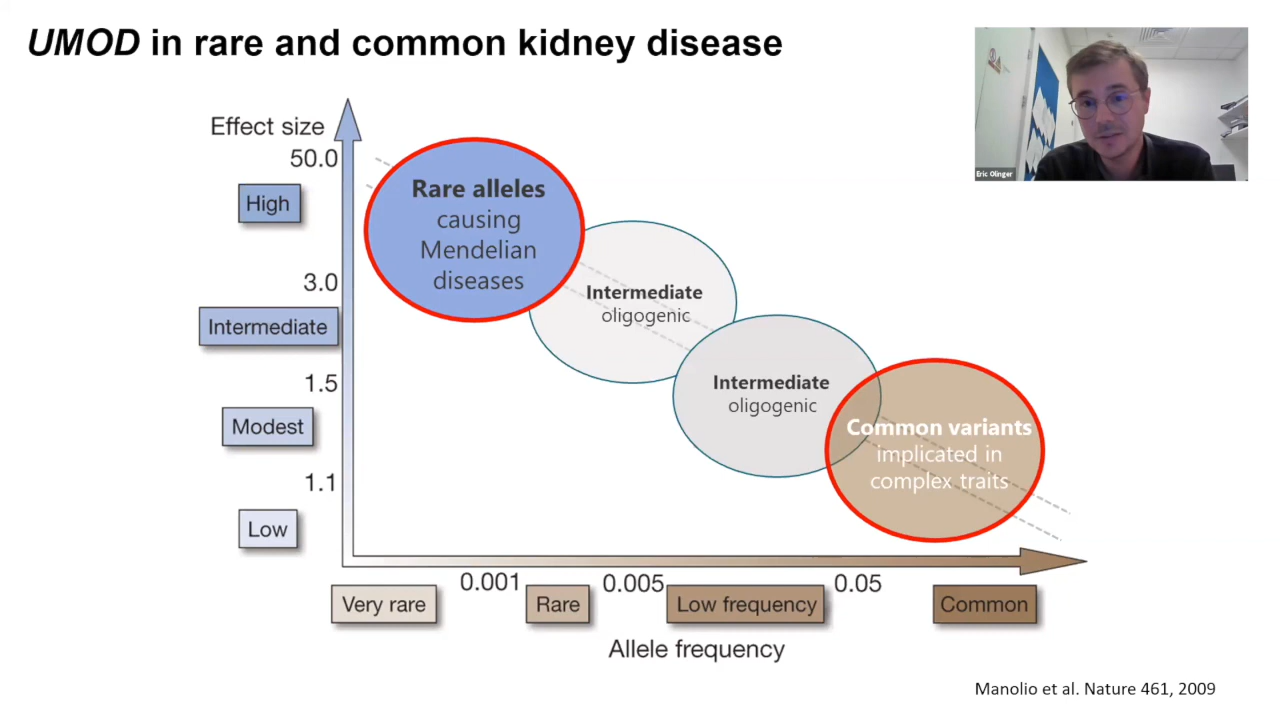 UMOD in rare and common kidney disease
Eric Olinger
Effect size
50.0
High
3.0
Intermediate
1.5
Modest
1.1
Low
Rare alleles
causing
Mendelian
diseases
Intermediate
oligogenic
Intermediate
oligogenic
Common variants
implicated in
complex traits
0.001
0.005
0.05
Very rare
Rare
Low frequency
Common
Allele frequency
Manolio et al. Nature 461, 2009